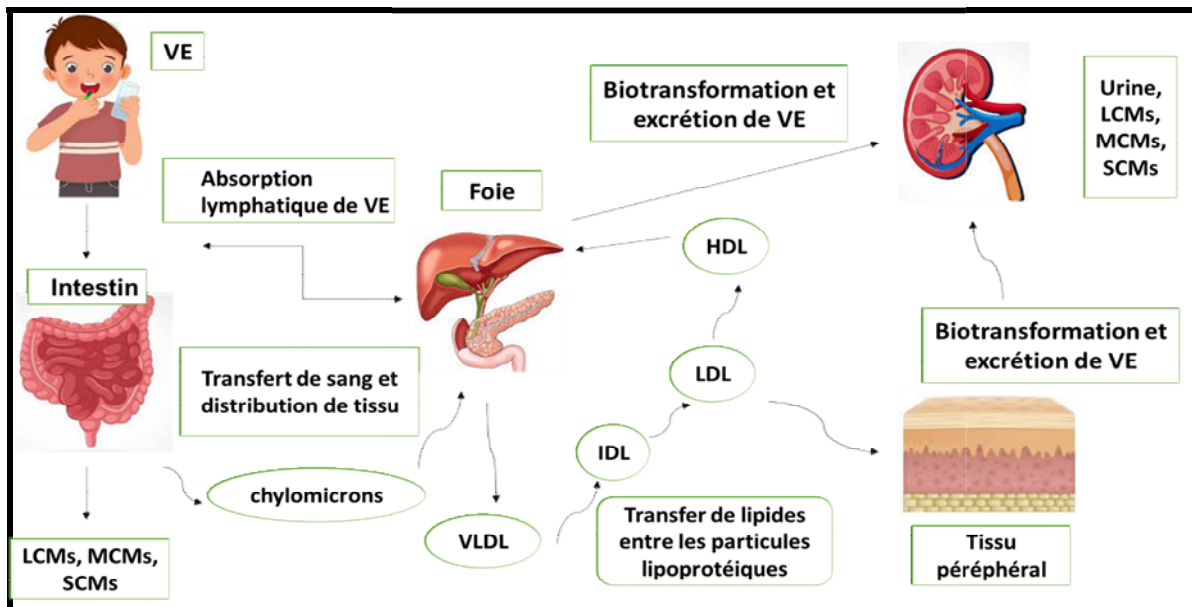 VE
Biotransformation et
excrétion de VE
Urine,
LCMs,
MCMs,
SCMs
Absorption
lymphatique de VE
Foie
HDL
Intestin
Biotransformation et
excrétion de VE
Transfert de sang et
distribution de tissu
LDL
IDL
chylomicrons
VLDL
Transfer de lipides
entre les particules
lipoprotéiques
Tissu
péréphéral
LCMs, MCMs,
SCMs